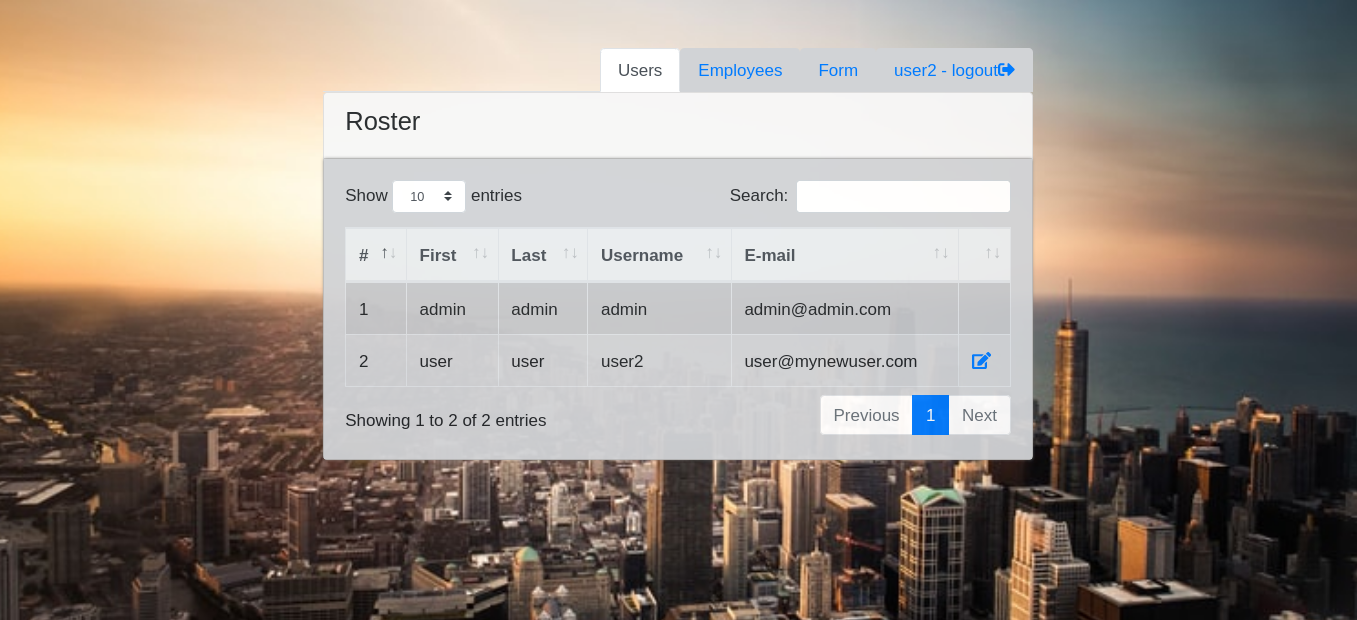 Users Employees Form user2 - logout
Roster
Show 10 entries Search:
# First Last Username E-mail
1 admin admin admin admin@admin.com
2 user user user2 user@mynewuser.com
Showing 1 to 2 of 2 entries Previous 1 Next